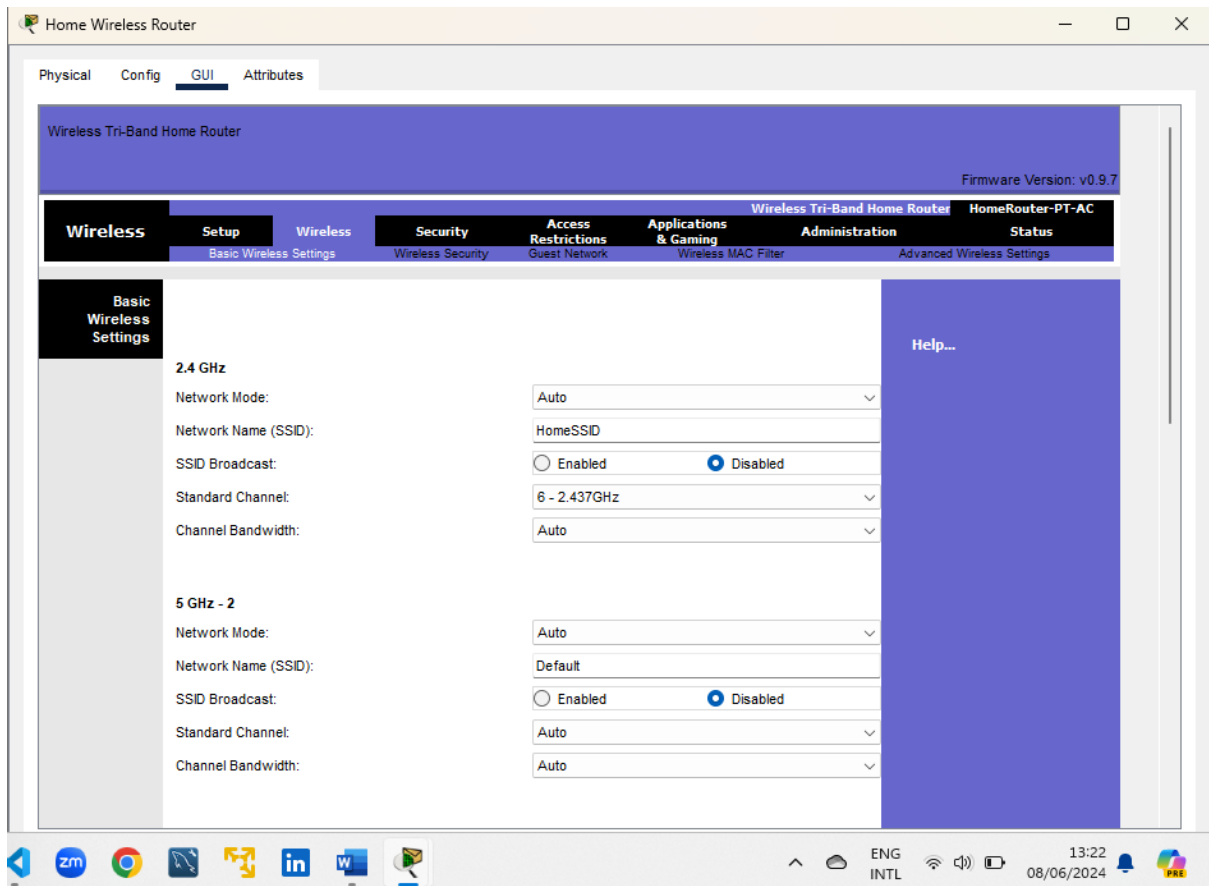 Home Wireless Router
Physical Config GUI Attributes
Wireless Tri-Band Home Router
Firmware Version: v0.9.7
Wireless Tri-Band Home Router HomeRouter-PT-AC
Wireless Setup Wireless Security Access Restrictions Applications & Gaming Administration Status
Basic Wireless Settings Wireless Security Guest Network Wireless MAC Filter Advanced Wireless Settings
Basic
Wireless
Settings
Help...
2.4 GHz
Network Mode: Auto
Network Name (SSID): HomeSSID
SSID Broadcast: Enabled Disabled
Standard Channel: 6 - 2.437GHz
Channel Bandwidth: Auto
5 GHz - 2
Network Mode: Auto
Network Name (SSID): Default
SSID Broadcast: Enabled Disabled
Standard Channel: Auto
Channel Bandwidth: Auto
zm
in
W
ENG
INTL
13:22
08/06/2024
PRE